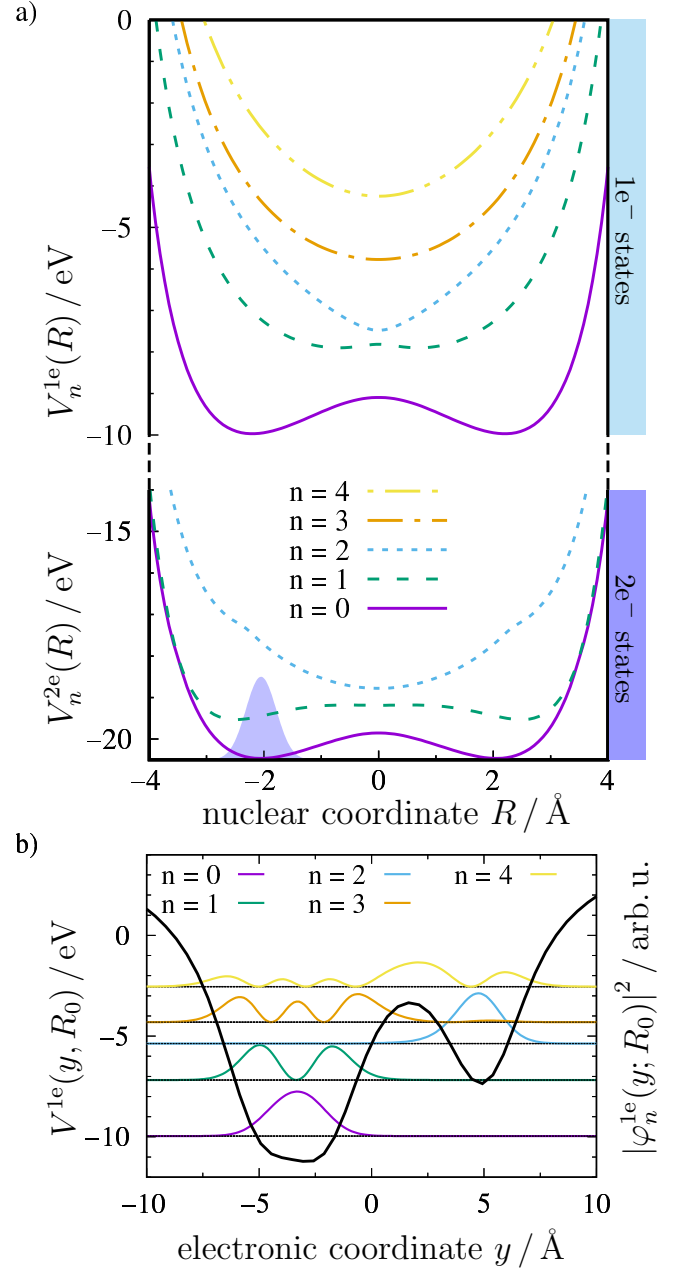 a)
0
−5
−10
V_n^{1e}(R) / eV
1e⁻ states
n = 4
n = 3
n = 2
n = 1
n = 0
−15
−20
V_n^{2e}(R) / eV
2e⁻ states
−4 −2 0 2 4
nuclear coordinate R / Å
b)
n = 0 n = 2 n = 4
n = 1 n = 3
0
−5
−10
V^{1e}(y, R₀) / eV
|φ_n^{1e}(y; R₀)|² / arb. u.
−10 −5 0 5 10
electronic coordinate y / Å